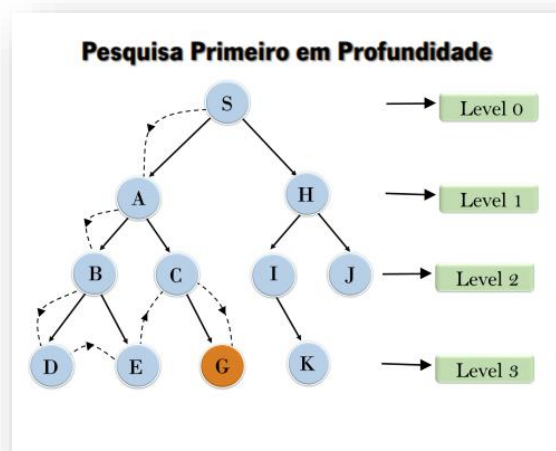 Pesquisa Primeiro em Profundidade
S
Level 0
A
H
Level 1
B
C
I
J
Level 2
D
E
G
K
Level 3